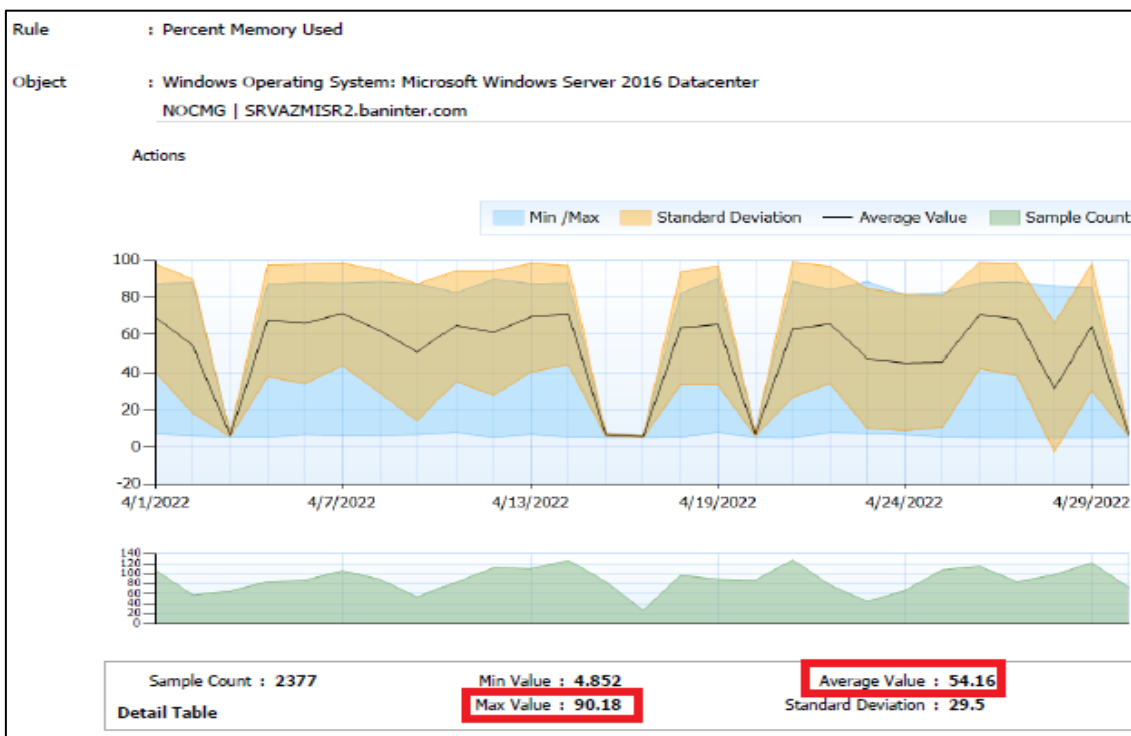 Rule : Percent Memory Used
Object : Windows Operating System: Microsoft Windows Server 2016 Datacenter
NOCMG | SRVAZMISR2.baninter.com
Actions
Min /Max Standard Deviation Average Value Sample Count
100
80
60
40
20
0
-20
4/1/2022 4/7/2022 4/13/2022 4/19/2022 4/24/2022 4/29/2022
140
120
100
80
60
40
20
0
Sample Count : 2377 Min Value : 4.852 Average Value : 54.16
Max Value : 90.18 Standard Deviation : 29.5
Detail Table